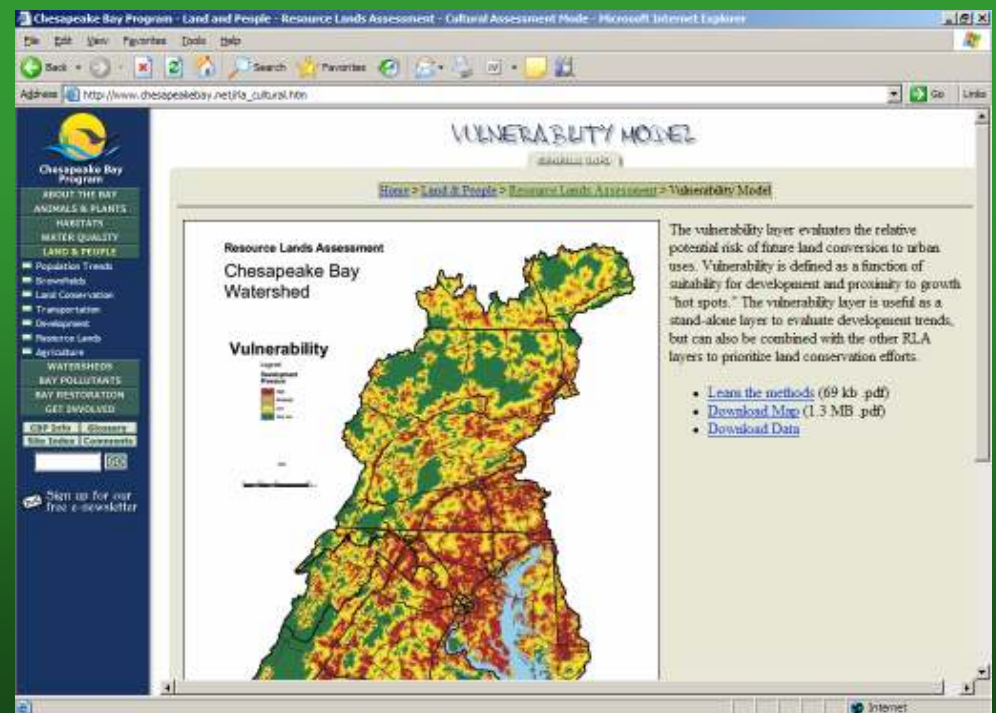 Chesapeake Bay Program - Land and People - Resource Lands Assessment - Cultural Assessment Mode - Microsoft Internet Explorer
File Edit View Favorites Tools Help
Back Search Favorites
Address http://www.chesapeakebay.net/rla_cultural.htm Go Links
Chesapeake Bay
Program
ABOUT THE BAY
ANIMALS & PLANTS
HABITATS
WATER QUALITY
LAND & PEOPLE
Population Trends
Brownfields
Land Conservation
Transportation
Development
Resource Lands
Agriculture
WATERSHEDS
BAY POLLUTANTS
BAY RESTORATION
GET INVOLVED
CBP Info Glossary
Site Index Comments
GO
Sign up for our
free e-newsletter
VULNERABILITY MODEL
Home > Land & People > Resource Lands Assessment > Vulnerability Model
Resource Lands Assessment
Chesapeake Bay
Watershed
Vulnerability
Legend
Development
Pressure
The vulnerability layer evaluates the relative
potential risk of future land conversion to urban
uses. Vulnerability is defined as a function of
suitability for development and proximity to growth
"hot spots." The vulnerability layer is useful as a
stand-alone layer to evaluate development trends,
but can also be combined with the other RLA
layers to prioritize land conservation efforts.
Learn the methods (69 kb .pdf)
Download Map (1.3 MB .pdf)
Download Data
Internet